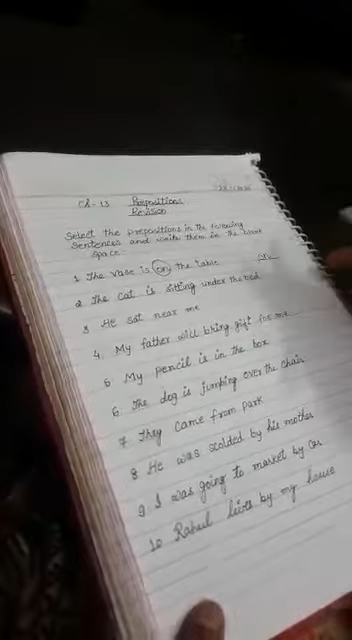 Ch - 13 Prepositions
Revision
Select the prepositions in the following
sentences and write them in the blank
space
1 The vase is on the table on
2 The cat is sitting under the bed
3 He sat near me
4. My father will bring gift for me
5 My pencil is in the box
6. The dog is jumping over the chair
7 They came from park
8 He was scolded by his mother
9 I was going to market by car
10 Rahul live by my house